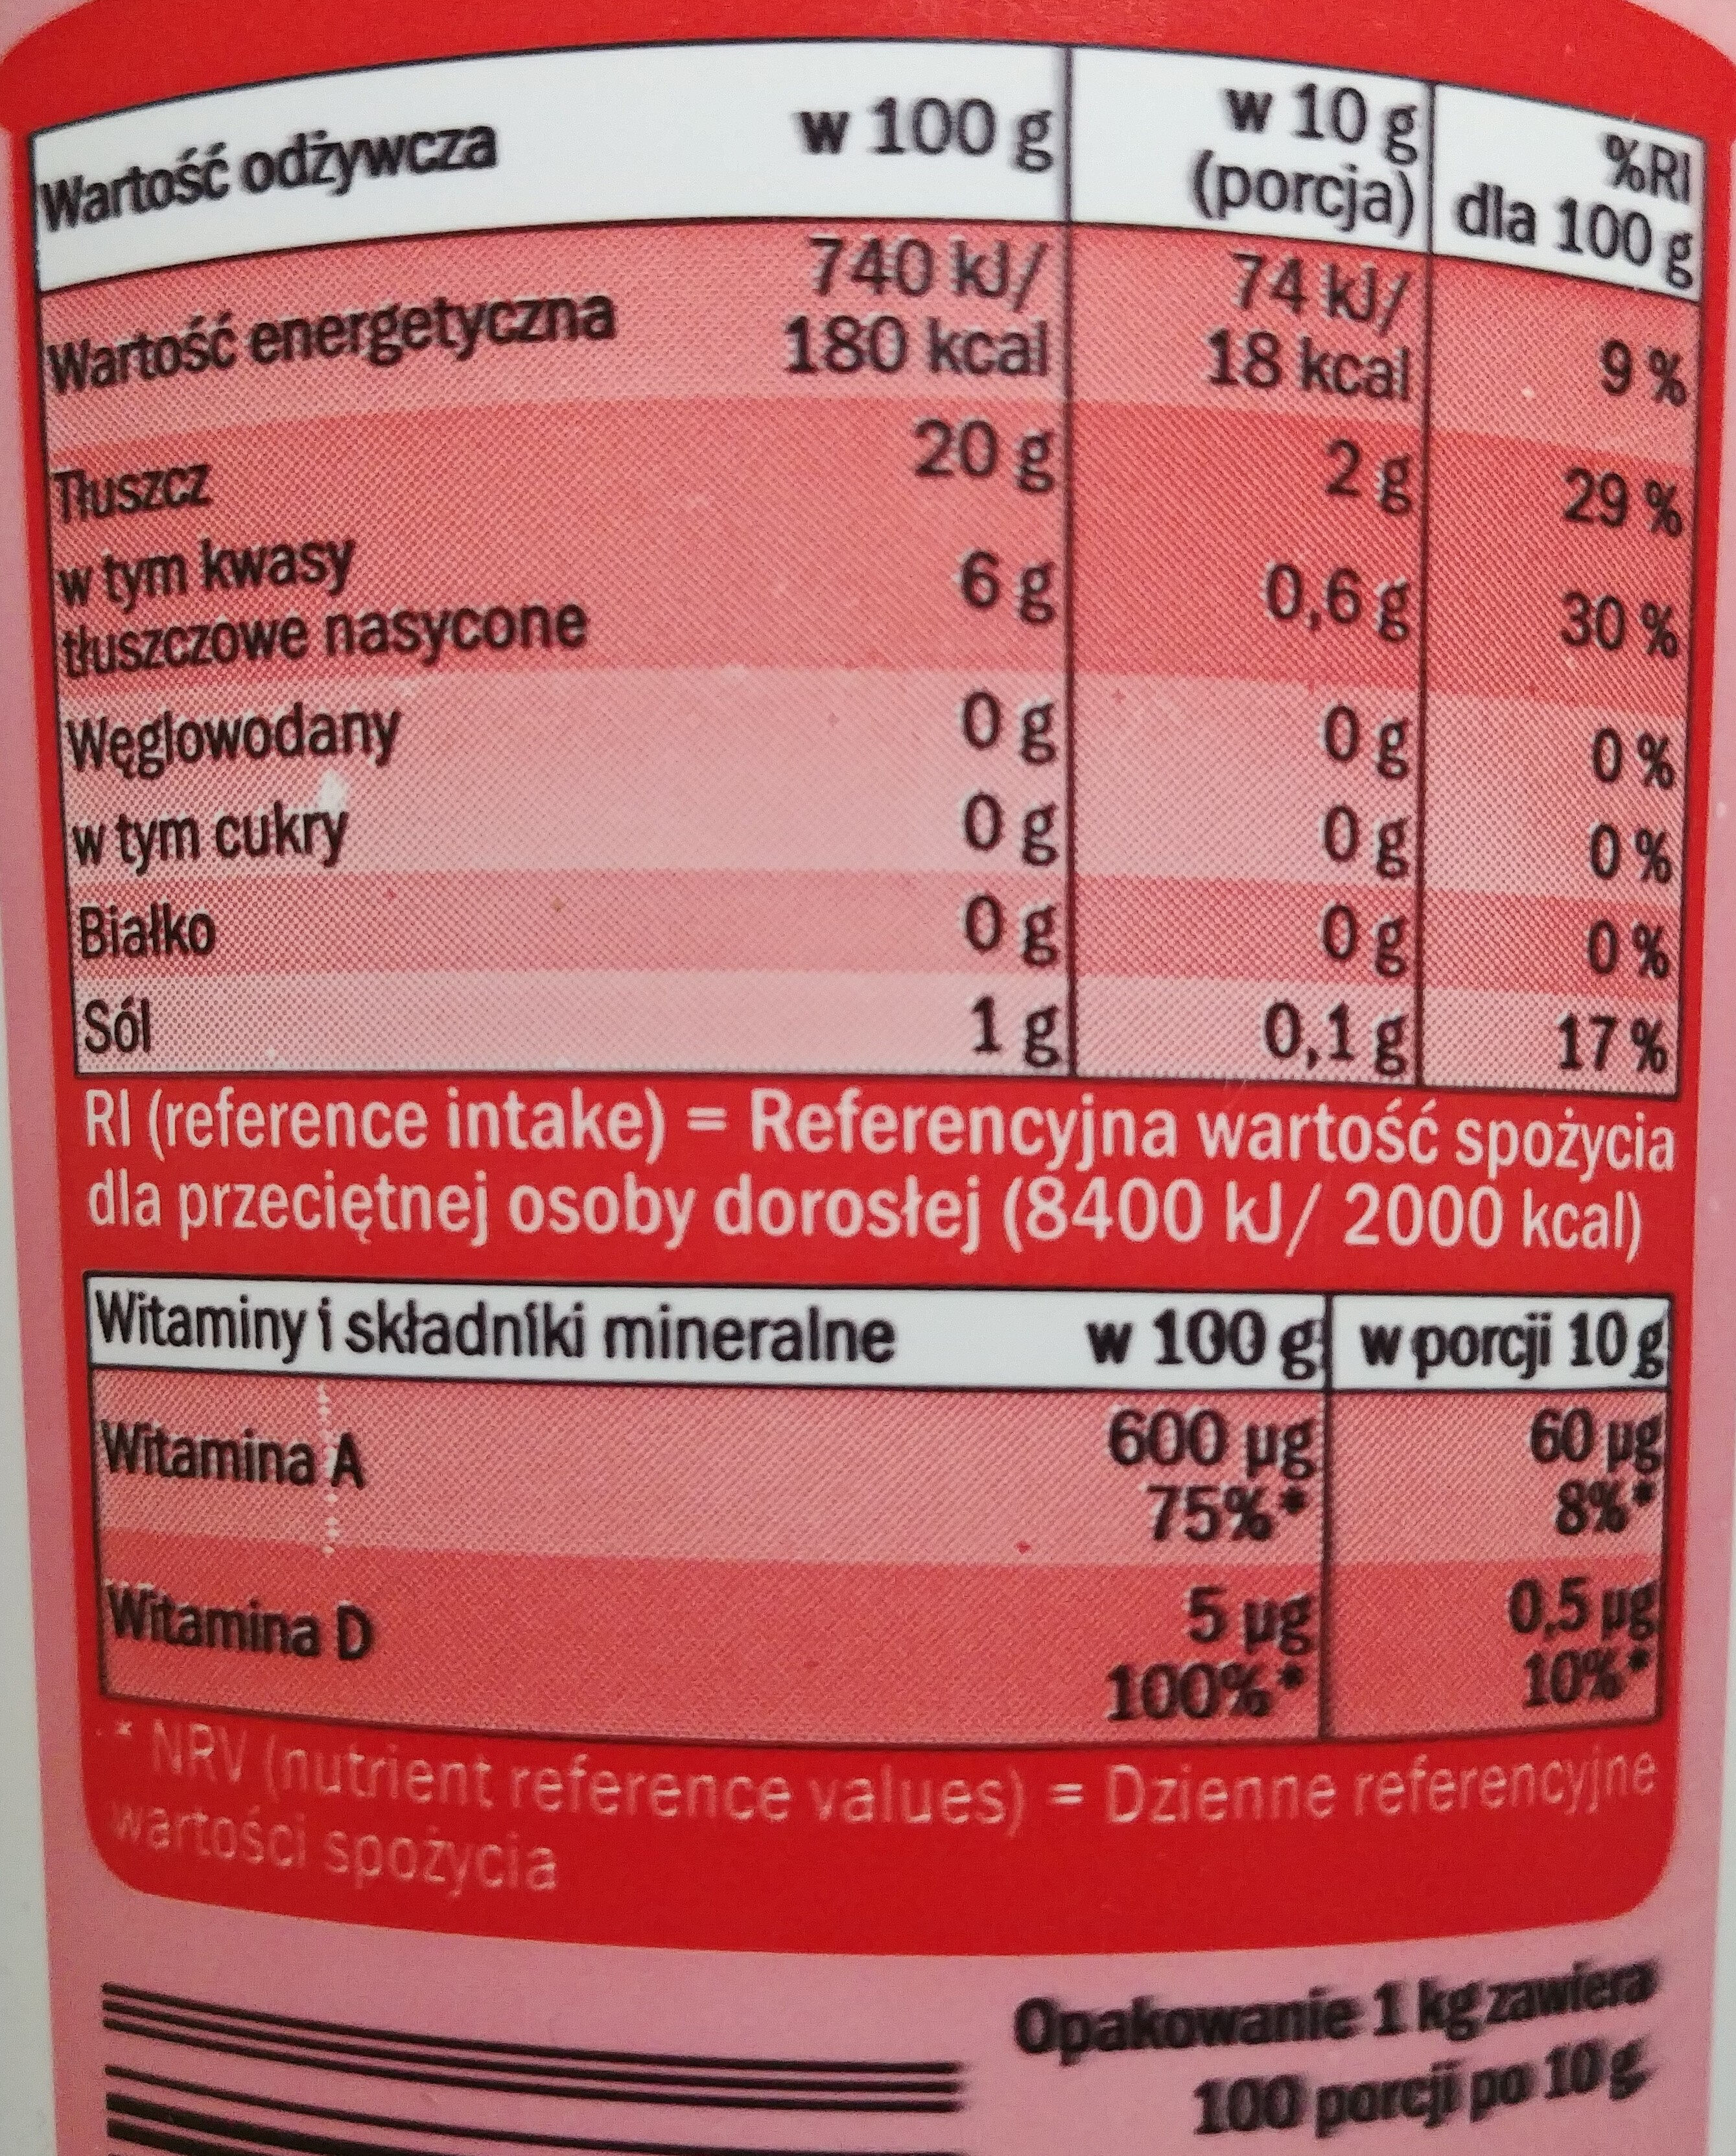 Wartość odżywcza w 100 g w 10 g (porcja) %RI dla 100 g
Wartość energetyczna 740 kJ/ 180 kcal 74 kJ/ 18 kcal 9 %
Tłuszcz 20 g 2 g 29 %
w tym kwasy
tłuszczowe nasycone 6 g 0,6 g 30 %
Węglowodany 0 g 0 g 0 %
w tym cukry 0 g 0 g 0 %
Białko 0 g 0 g 0 %
Sól 1 g 0,1 g 17 %
RI (reference intake) = Referencyjna wartość spożycia
dla przeciętnej osoby dorosłej (8400 kJ/ 2000 kcal)
Witaminy i składniki mineralne w 100 g w porcji 10 g
Witamina A 600 µg 60 µg
75%* 8%*
Witamina D 5 µg 0,5 µg
100%* 10%*
* NRV (nutrient reference values) = Dzienne referencyjne
wartości spożycia
Opakowanie 1 kg zawiera
100 porcji po 10 g.